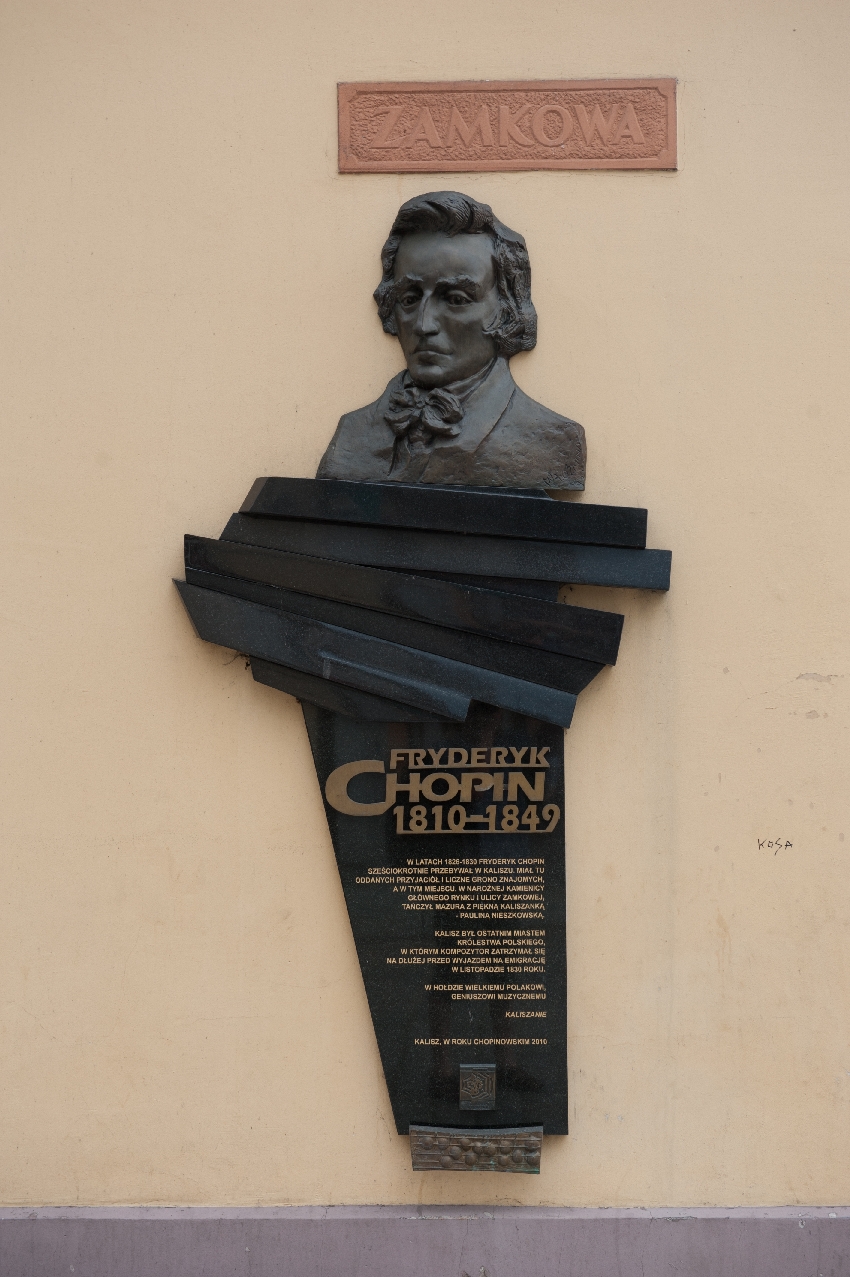 ZAMKOWA
FRYDERYK
CHOPIN
1810–1849
W LATACH 1826-1830 FRYDERYK CHOPIN
SZEŚCIOKROTNIE PRZEBYWAŁ W KALISZU. MIAŁ TU
ODDANYCH PRZYJACIÓŁ I LICZNE GRONO ZNAJOMYCH,
A W TYM MIEJSCU, W NAROŻNEJ KAMIENICY
GŁÓWNEGO RYNKU I ULICY ZAMKOWEJ,
TAŃCZYŁ MAZURA Z PIĘKNĄ KALISZANKĄ
- PAULINĄ NIESZKOWSKĄ.
KALISZ BYŁ OSTATNIM MIASTEM
KRÓLESTWA POLSKIEGO,
W KTÓRYM KOMPOZYTOR ZATRZYMAŁ SIĘ
NA DŁUŻEJ PRZED WYJAZDEM NA EMIGRACJĘ
W LISTOPADZIE 1830 ROKU.
W HOŁDZIE WIELKIEMU POLAKOWI,
GENIUSZOWI MUZYCZNEMU
KALISZANIE
KALISZ, W ROKU CHOPINOWSKIM 2010
KOSA